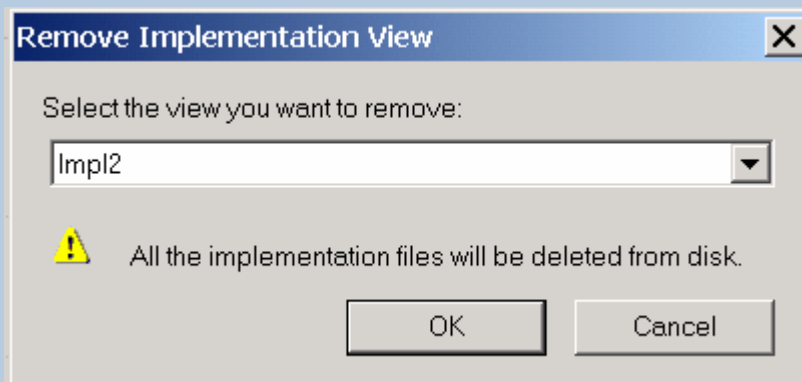 Remove Implementation View
Select the view you want to remove:
Impl2
All the implementation files will be deleted from disk.
OK Cancel